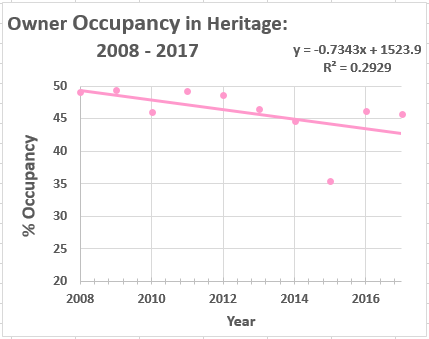 Owner Occupancy in Heritage:
2008 - 2017
y = -0.7343x + 1523.9
R² = 0.2929
50
45
40
35
30
25
20
% Occupancy
2008 2010 2012 2014 2016
Year